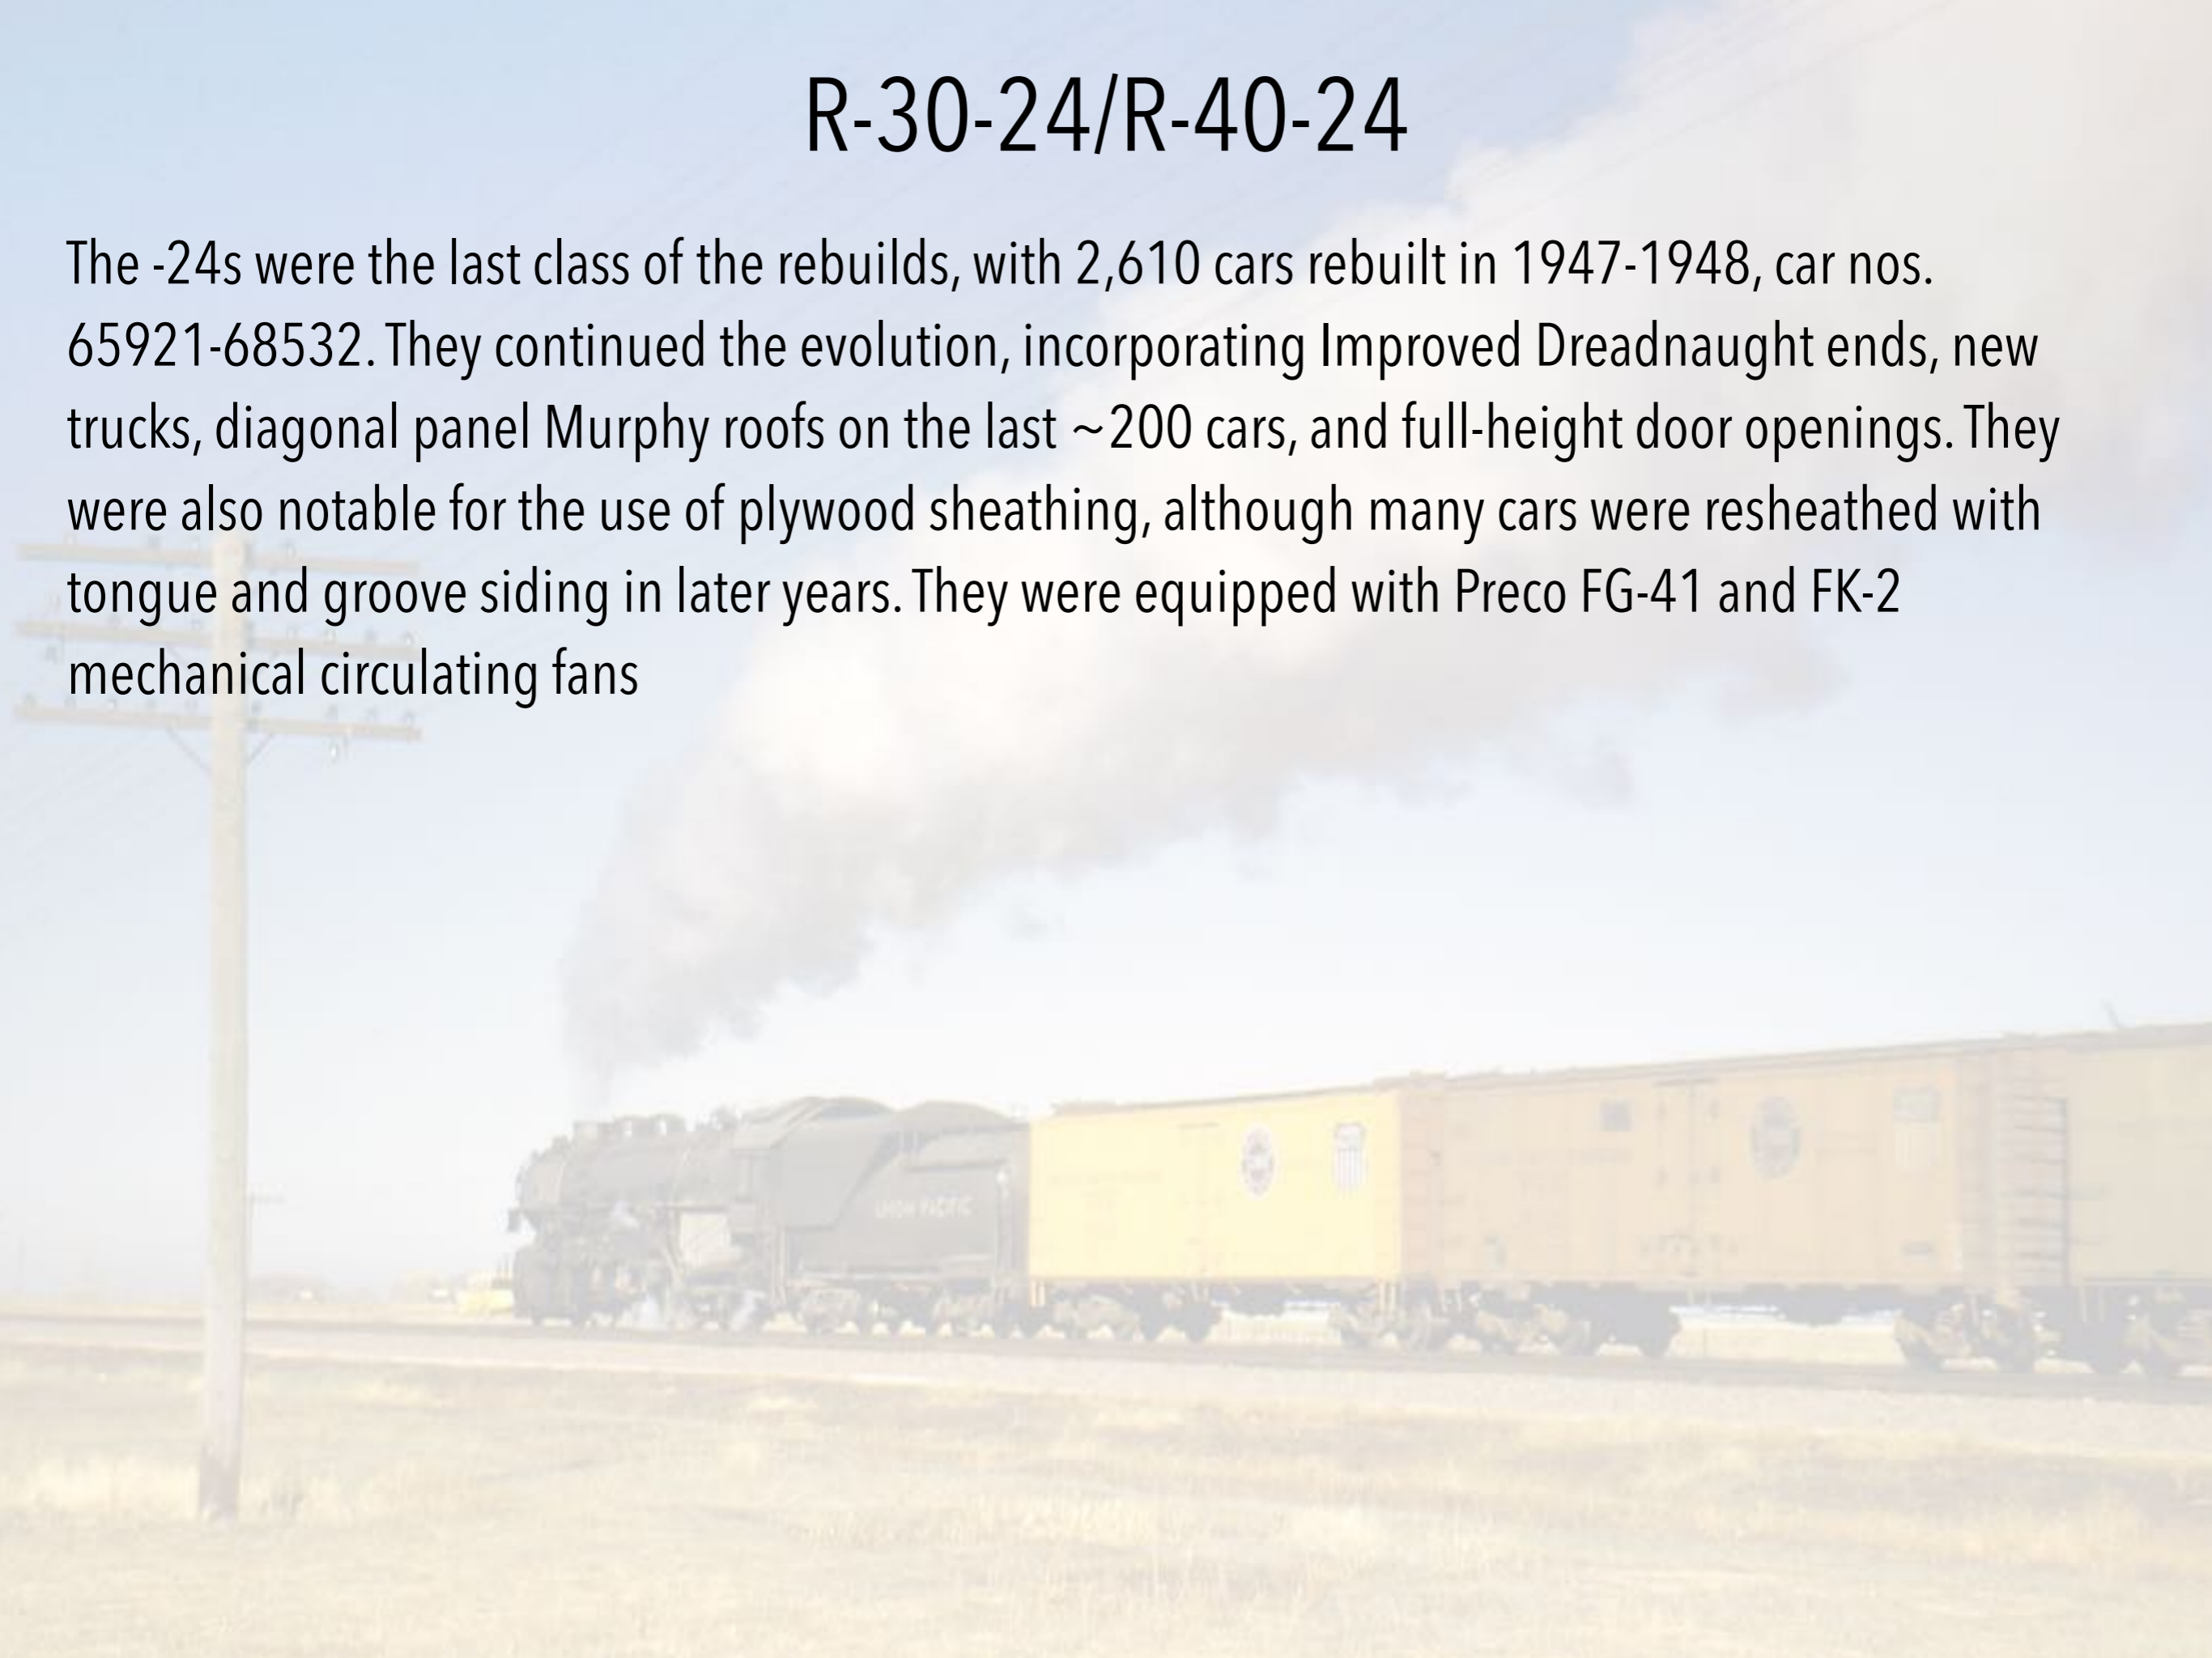 R-30-24/R-40-24
The -24s were the last class of the rebuilds, with 2,610 cars rebuilt in 1947-1948, car nos.
65921-68532. They continued the evolution, incorporating Improved Dreadnaught ends, new
trucks, diagonal panel Murphy roofs on the last ~200 cars, and full-height door openings. They
were also notable for the use of plywood sheathing, although many cars were resheathed with
tongue and groove siding in later years. They were equipped with Preco FG-41 and FK-2
mechanical circulating fans
UNION PACIFIC